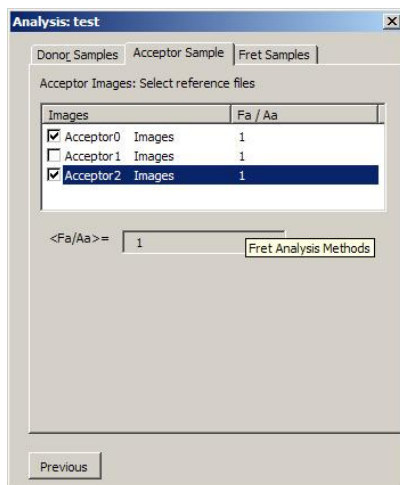 Analysis: test
Donor Samples Acceptor Sample Fret Samples
Acceptor Images: Select reference files
Images Fa / Aa
Acceptor0 Images 1
Acceptor1 Images 1
Acceptor2 Images 1
<Fa/Aa>= 1
Fret Analysis Methods
Previous